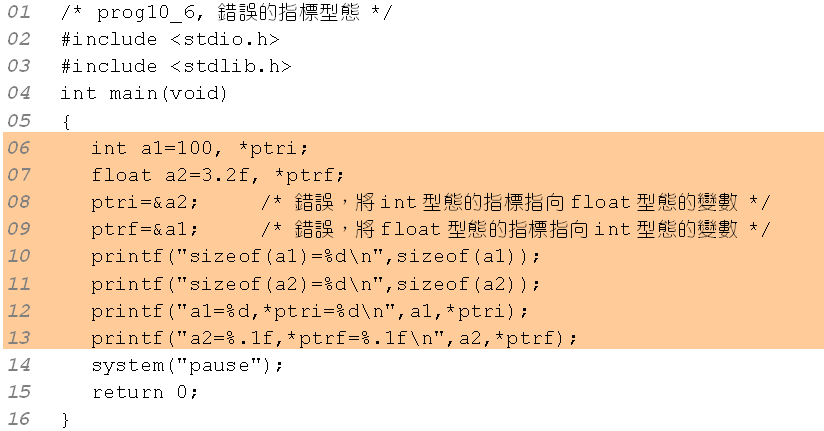 01 /* prog10_6, 錯誤的指標型態 */
02 #include <stdio.h>
03 #include <stdlib.h>
04 int main(void)
05 {
06 int a1=100, *ptri;
07 float a2=3.2f, *ptrf;
08 ptri=&a2; /* 錯誤，將int型態的指標指向float型態的變數 */
09 ptrf=&a1; /* 錯誤，將float型態的指標指向int型態的變數 */
10 printf("sizeof(a1)=%d\n",sizeof(a1));
11 printf("sizeof(a2)=%d\n",sizeof(a2));
12 printf("a1=%d,*ptri=%d\n",a1,*ptri);
13 printf("a2=%.1f,*ptrf=%.1f\n",a2,*ptrf);
14 system("pause");
15 return 0;
16 }